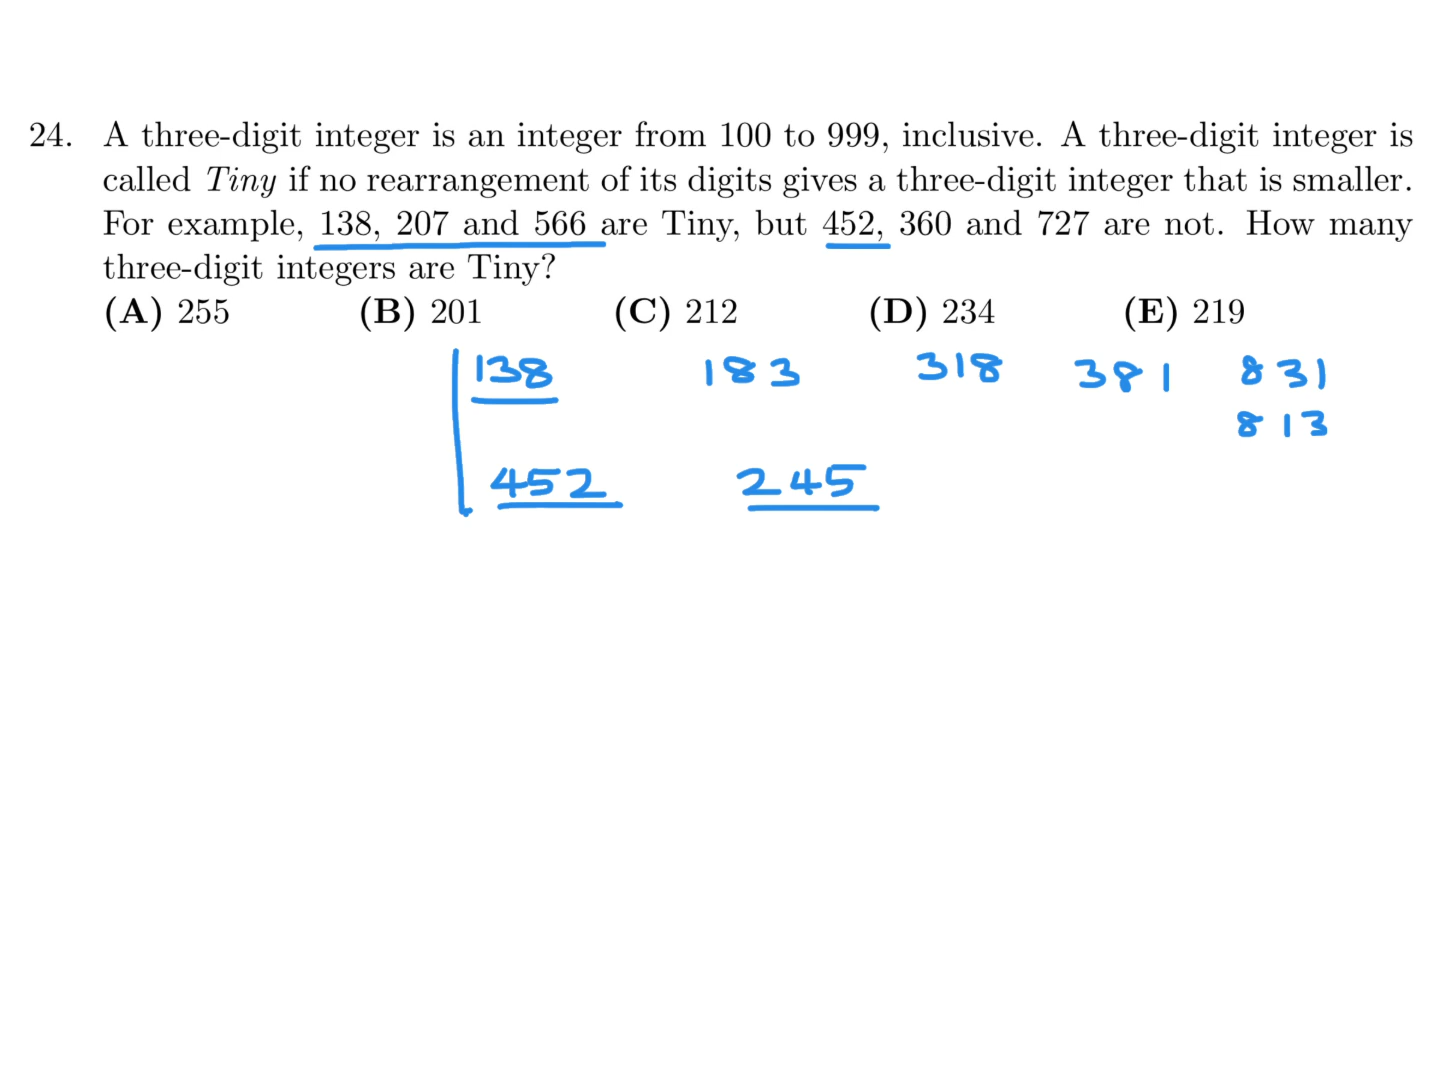 24. A three-digit integer is an integer from 100 to 999, inclusive. A three-digit integer is
called Tiny if no rearrangement of its digits gives a three-digit integer that is smaller.
For example, 138, 207 and 566 are Tiny, but 452, 360 and 727 are not. How many
three-digit integers are Tiny?
(A) 255 (B) 201 (C) 212 (D) 234 (E) 219
138 183 318 381 831
813
452 245